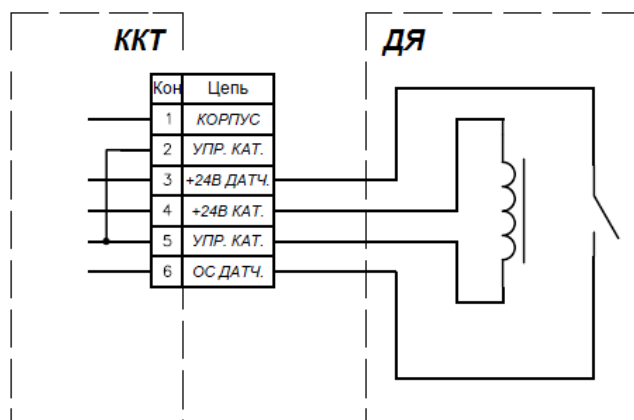 ККТ
ДЯ
Кон Цепь
1 КОРПУС
2 УПР. КАТ.
3 +24В ДАТЧ.
4 +24В КАТ.
5 УПР. КАТ.
6 ОС ДАТЧ.